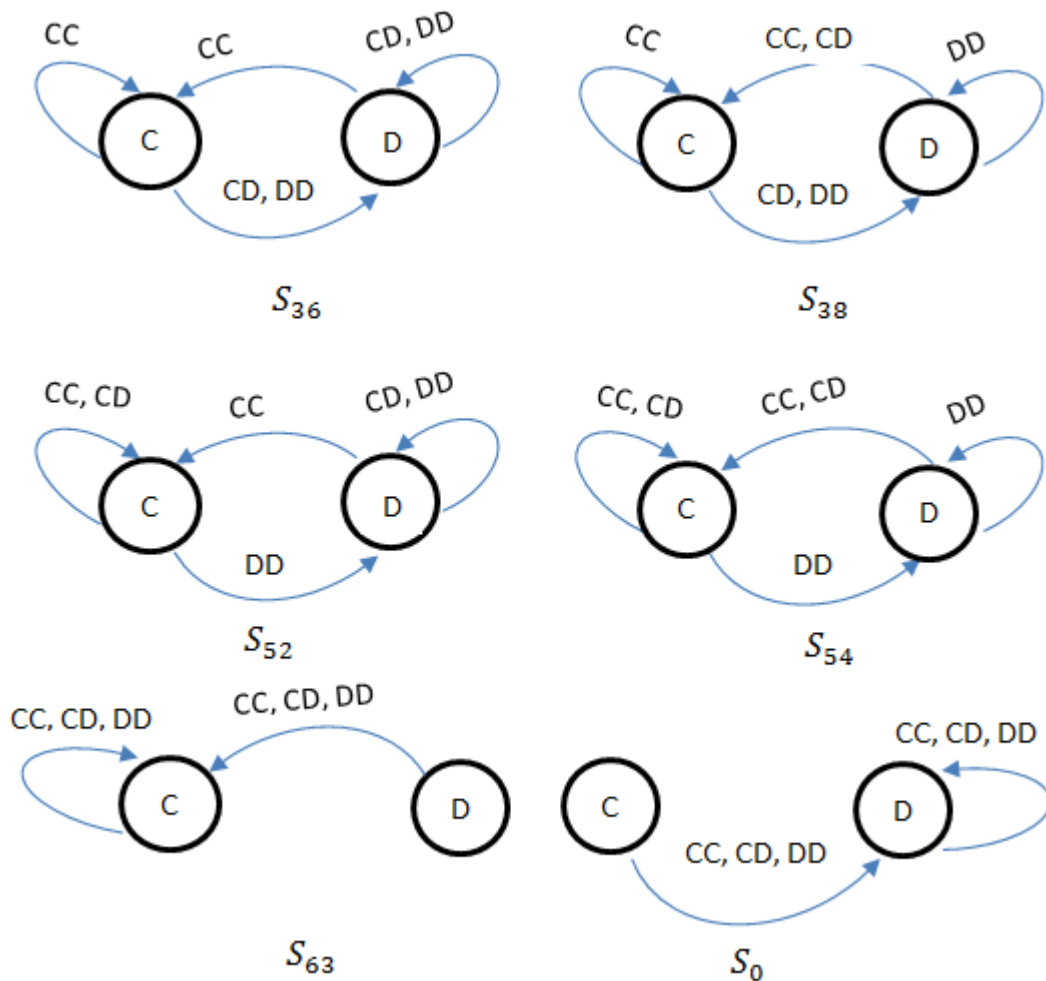 CC
CC
CD, DD
C
D
CD, DD
S₃₆
CC
CC, CD
DD
C
D
CD, DD
S₃₈
CC, CD
CC
CD, DD
C
D
DD
S₅₂
CC, CD
CC, CD
DD
C
D
DD
S₅₄
CC, CD, DD
CC, CD, DD
C
D
S₆₃
CC, CD, DD
C
D
CC, CD, DD
S₀